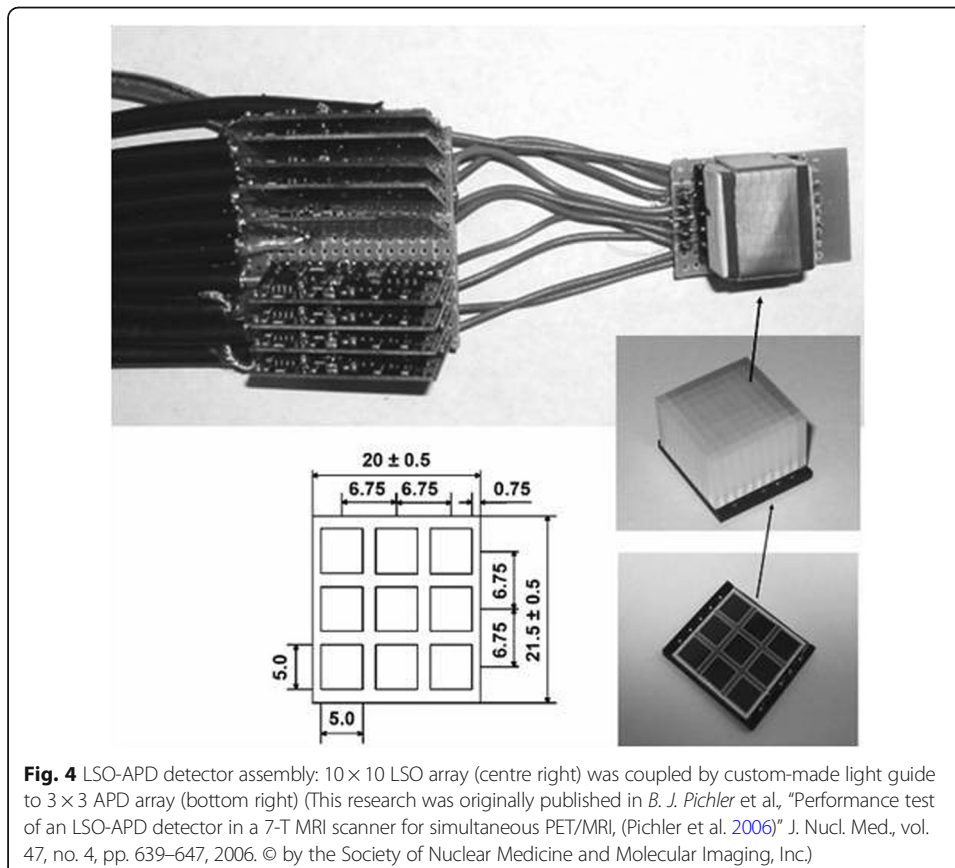 20 ± 0.5
6.75 6.75 0.75
6.75
6.75
21.5 ± 0.5
5.0
5.0
Fig. 4 LSO-APD detector assembly: 10 × 10 LSO array (centre right) was coupled by custom-made light guide
to 3 × 3 APD array (bottom right) (This research was originally published in B. J. Pichler et al., “Performance test
of an LSO-APD detector in a 7-T MRI scanner for simultaneous PET/MRI, (Pichler et al. 2006)” J. Nucl. Med., vol.
47, no. 4, pp. 639–647, 2006. © by the Society of Nuclear Medicine and Molecular Imaging, Inc.)